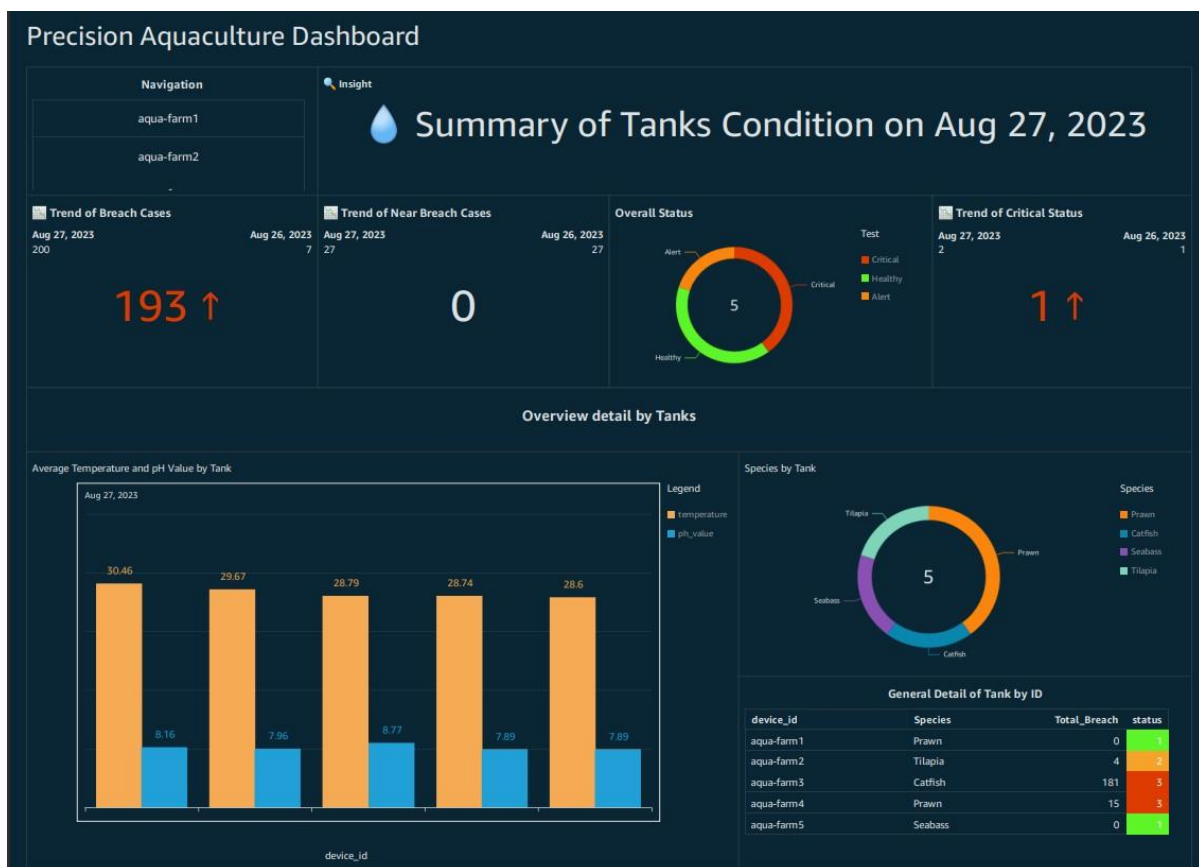 Precision Aquaculture Dashboard
Navigation
aqua-farm1
aqua-farm2
Insight
Summary of Tanks Condition on Aug 27, 2023
Trend of Breach Cases
Aug 27, 2023 Aug 26, 2023
200 7
193 ↑
Trend of Near Breach Cases
Aug 27, 2023 Aug 26, 2023
27 27
0
Overall Status
Alert
Critical
5
Healthy
Test
Critical
Healthy
Alert
Trend of Critical Status
Aug 27, 2023 Aug 26, 2023
2 1
1 ↑
Overview detail by Tanks
Average Temperature and pH Value by Tank
Aug 27, 2023
30.46 29.67 28.79 28.74 28.6
8.16 7.96 8.77 7.89 7.89
device_id
Legend
temperature
ph_value
Species by Tank
Tilapia
Prawn
5
Seabass
Catfish
Species
Prawn
Catfish
Seabass
Tilapia
General Detail of Tank by ID
device_id Species Total_Breach status
aqua-farm1 Prawn 0 1
aqua-farm2 Tilapia 4 2
aqua-farm3 Catfish 181 3
aqua-farm4 Prawn 15 3
aqua-farm5 Seabass 0 1